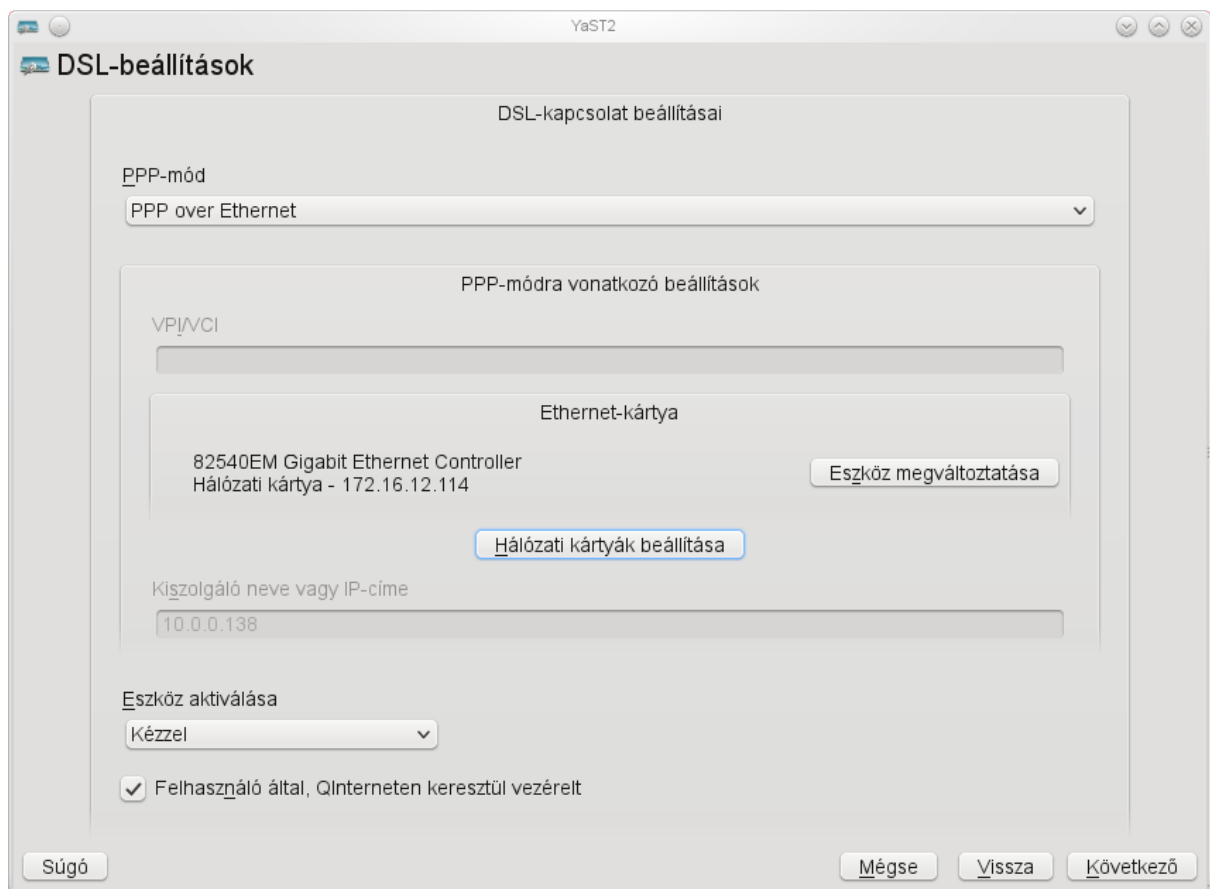 YaST2
DSL-beállítások
DSL-kapcsolat beállításai
PPP-mód
PPP over Ethernet
PPP-módra vonatkozó beállítások
VPI/VCI
Ethernet-kártya
82540EM Gigabit Ethernet Controller
Hálózati kártya - 172.16.12.114
Eszköz megváltoztatása
Hálózati kártyák beállítása
Kiszolgáló neve vagy IP-címe
10.0.0.138
Eszköz aktiválása
Kézzel
Felhasználó által, QInterneten keresztül vezérelt
Súgó
Mégse
Vissza
Következő